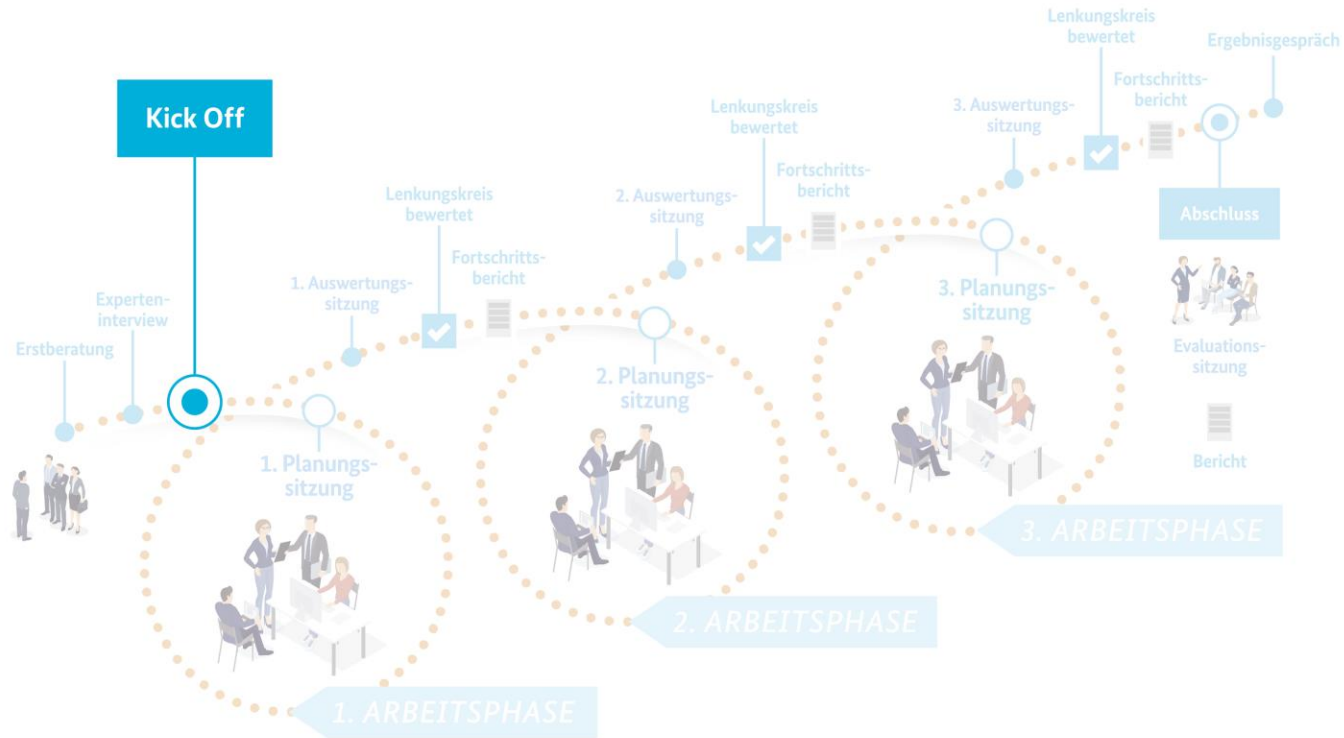 Kick Off
Erstberatung
Experten-
interview
1. Planungs-
sitzung
1. ARBEITSPHASE
1. Auswertungs-
sitzung
Lenkungskreis
bewertet
Fortschritts-
bericht
2. Planungs-
sitzung
2. ARBEITSPHASE
2. Auswertungs-
sitzung
Lenkungskreis
bewertet
Fortschritts-
bericht
3. Planungs-
sitzung
3. ARBEITSPHASE
3. Auswertungs-
sitzung
Lenkungskreis
bewertet
Fortschritts-
bericht
Ergebnisgespräch
Abschluss
Evaluations-
sitzung
Bericht